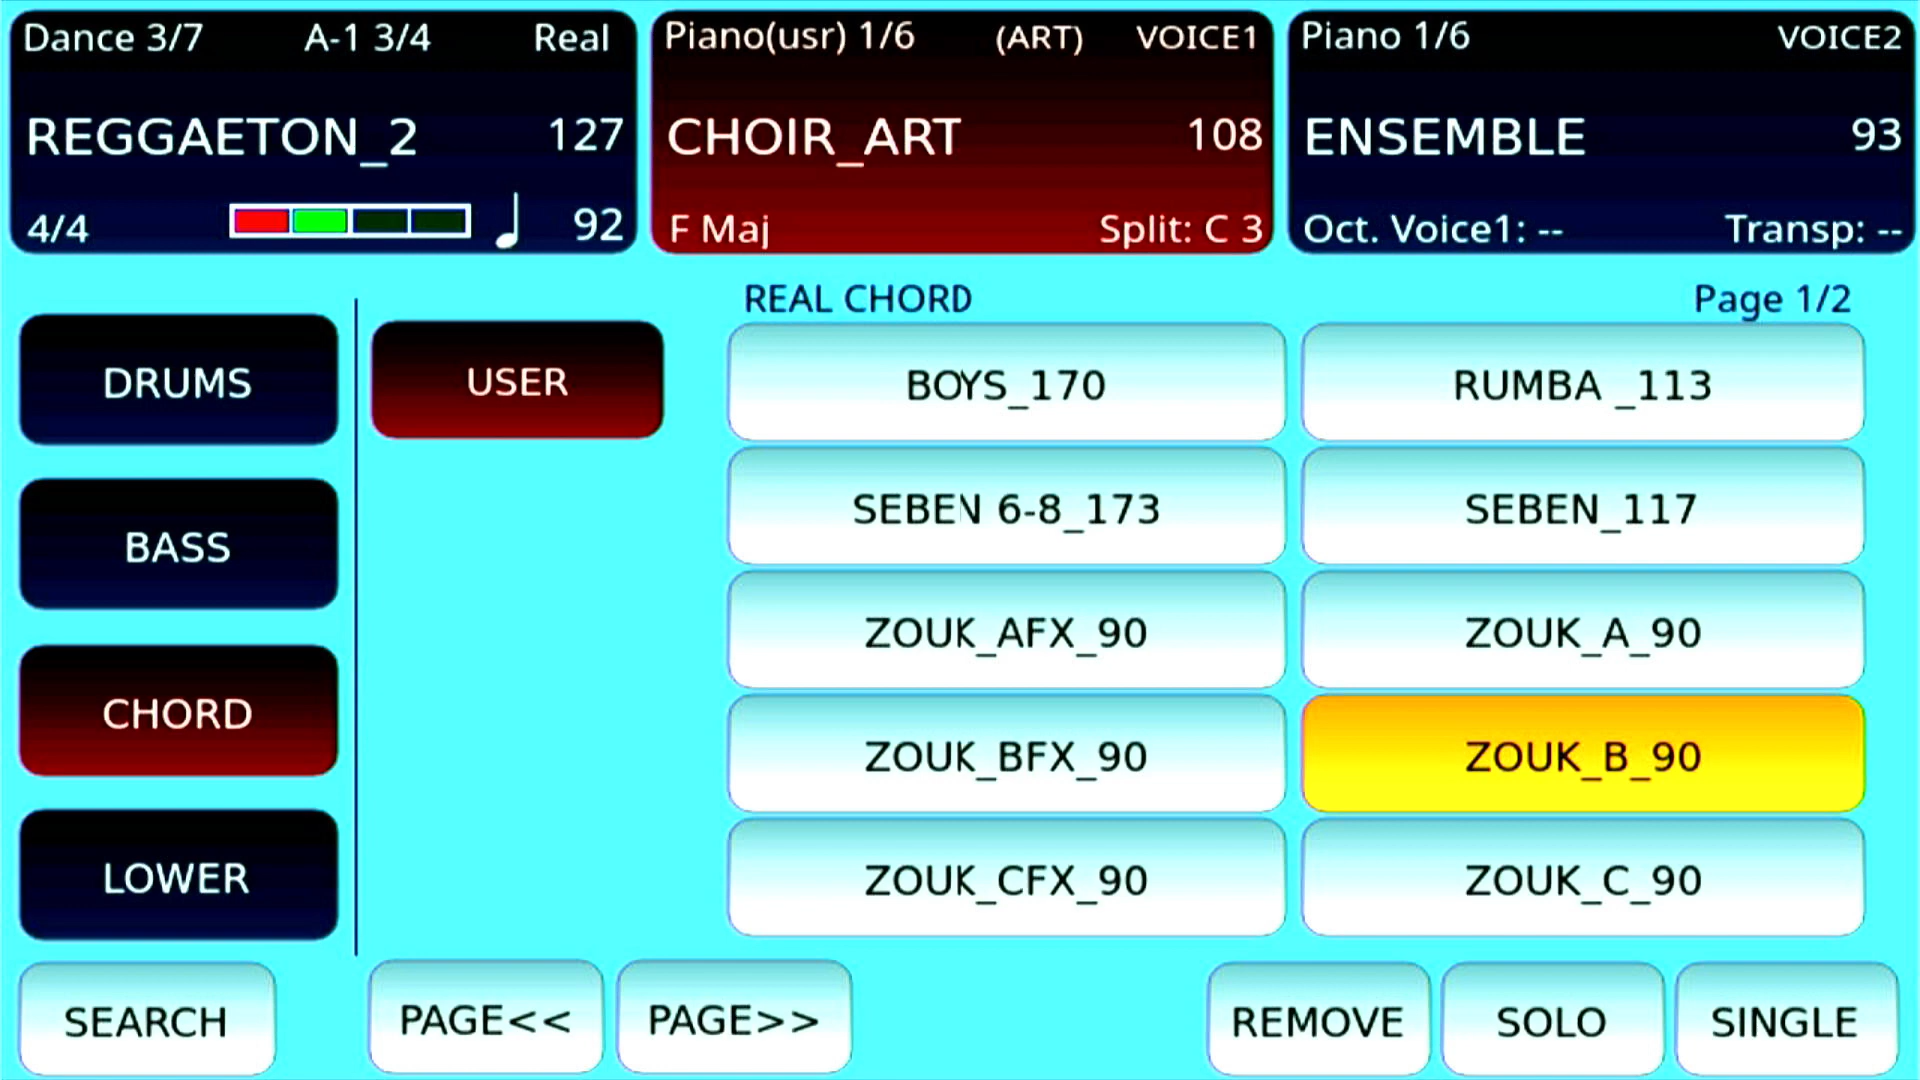 Dance 3/7 A-1 3/4 Real
REGGAETON_2 127
4/4 92
Piano(usr) 1/6 (ART) VOICE1
CHOIR_ART 108
F Maj Split: C 3
Piano 1/6 VOICE2
ENSEMBLE 93
Oct. Voice1: -- Transp: --
REAL CHORD Page 1/2
DRUMS
BASS
CHORD
LOWER
USER
BOYS_170 RUMBA _113
SEBEN 6-8_173 SEBEN_117
ZOUK_AFX_90 ZOUK_A_90
ZOUK_BFX_90 ZOUK_B_90
ZOUK_CFX_90 ZOUK_C_90
SEARCH PAGE<< PAGE>> REMOVE SOLO SINGLE